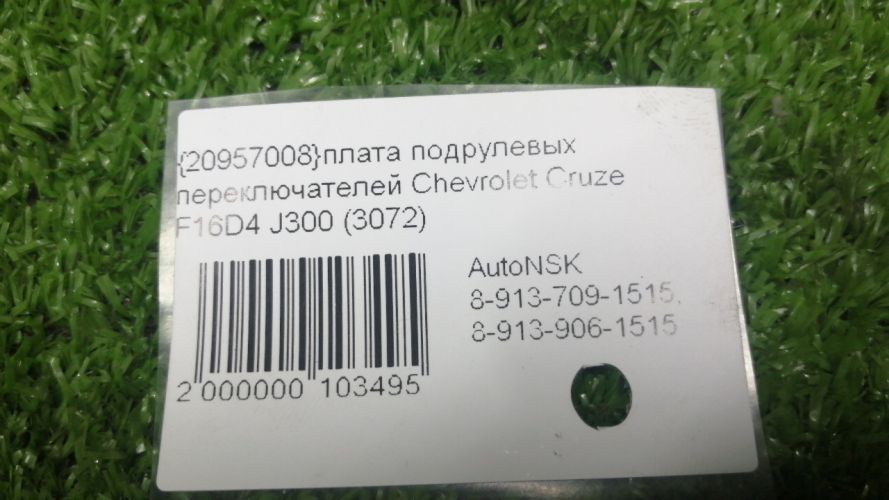 {20957008}плата подрулевых
переключателей Chevrolet Cruze
F16D4 J300 (3072)
AutoNSK
8-913-709-1515,
8-913-906-1515
2 000000 103495